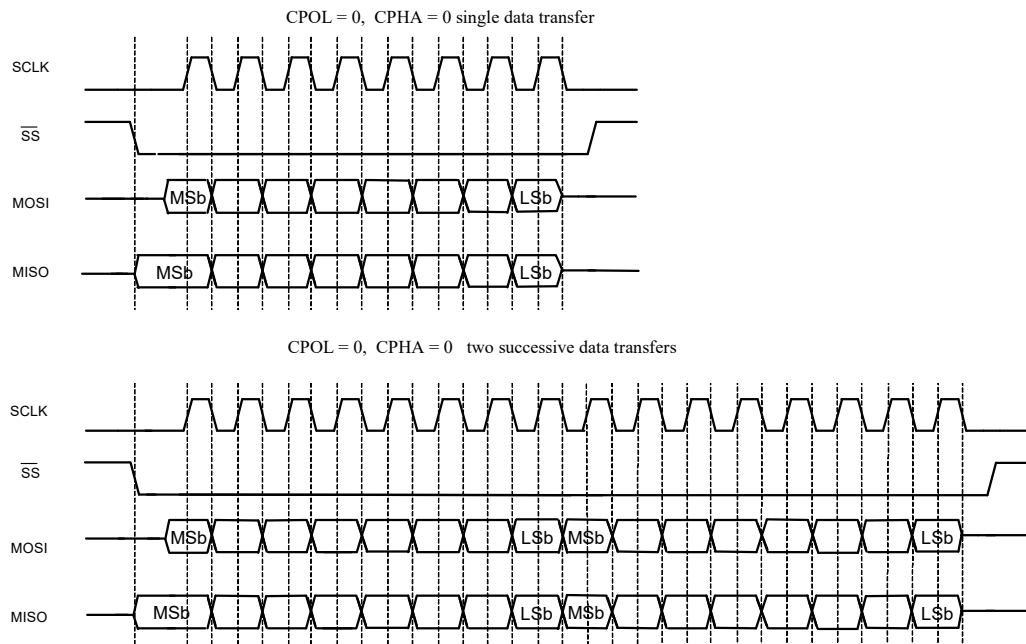 CPOL = 0, CPHA = 0 single data transfer
SCLK
SS
MOSI MSb LSb
MISO MSb LSb
CPOL = 0, CPHA = 0 two successive data transfers
SCLK
SS
MOSI MSb LSb MSb LSb
MISO MSb LSb MSb LSb